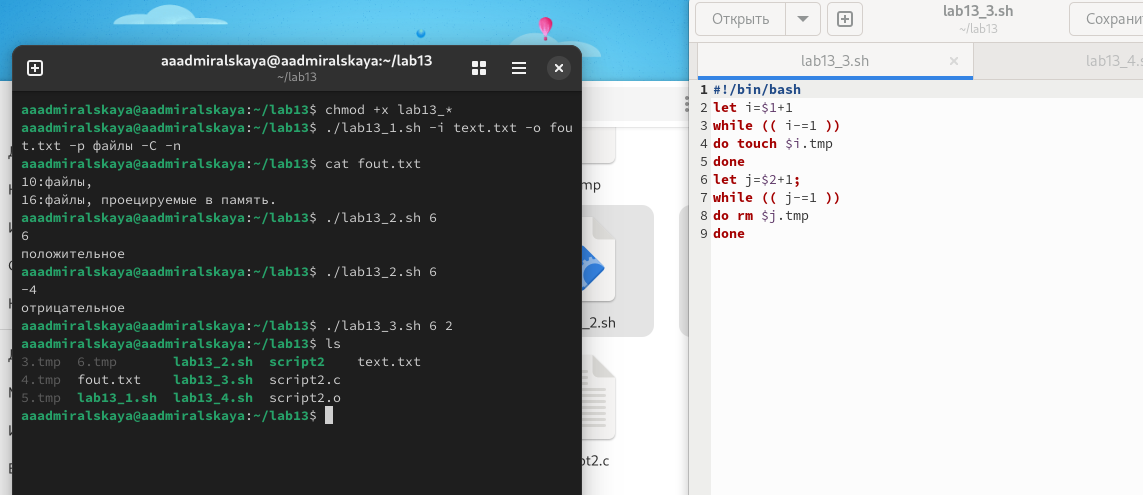 aaadmiralskaya@aadmiralskaya:~/lab13
~/lab13
aaadmiralskaya@aadmiralskaya:~/lab13$ chmod +x lab13_*
aaadmiralskaya@aadmiralskaya:~/lab13$ ./lab13_1.sh -i text.txt -o fou
t.txt -p файлы -C -n
aaadmiralskaya@aadmiralskaya:~/lab13$ cat fout.txt
10:файлы,
16:файлы, проецируемые в память.
aaadmiralskaya@aadmiralskaya:~/lab13$ ./lab13_2.sh 6
6
положительное
aaadmiralskaya@aadmiralskaya:~/lab13$ ./lab13_2.sh 6
-4
отрицательное
aaadmiralskaya@aadmiralskaya:~/lab13$ ./lab13_3.sh 6 2
aaadmiralskaya@aadmiralskaya:~/lab13$ ls
3.tmp 6.tmp lab13_2.sh script2 text.txt
4.tmp fout.txt lab13_3.sh script2.c
5.tmp lab13_1.sh lab13_4.sh script2.o
aaadmiralskaya@aadmiralskaya:~/lab13$
mp
_2.sh
pt2.c
Открыть
lab13_3.sh
~/lab13
Сохрани
lab13_3.sh
lab13_4.s
1 #!/bin/bash
2 let i=$1+1
3 while (( i-=1 ))
4 do touch $i.tmp
5 done
6 let j=$2+1;
7 while (( j-=1 ))
8 do rm $j.tmp
9 done